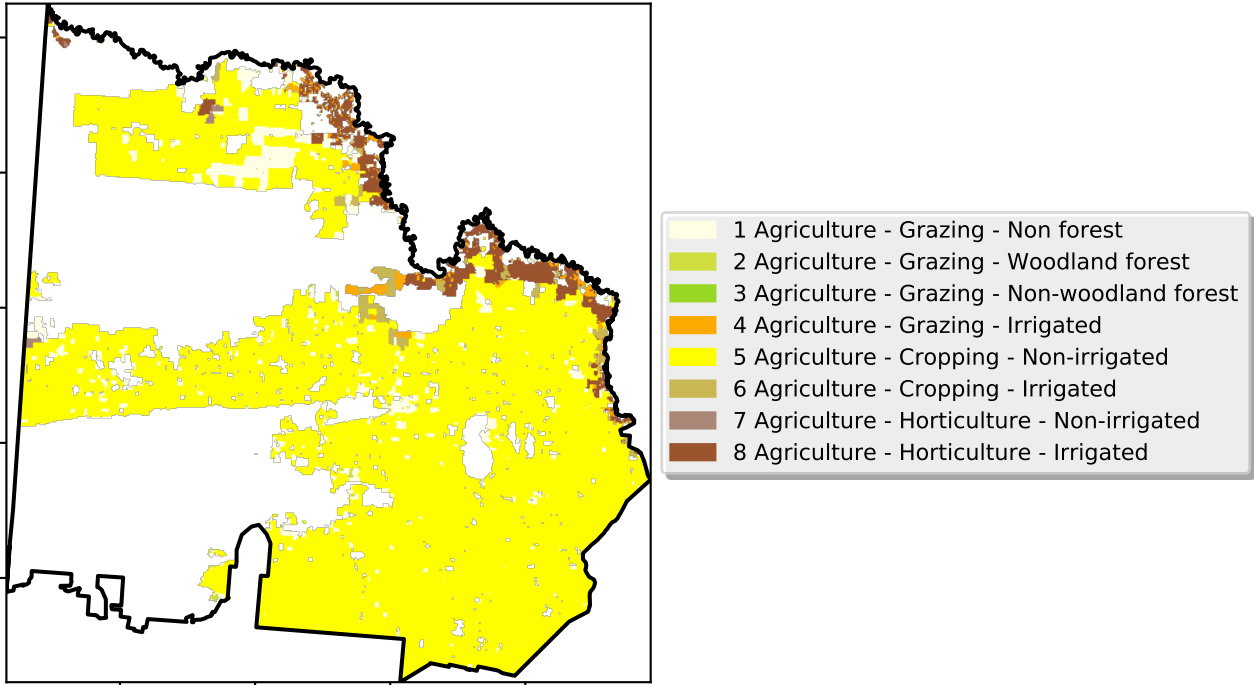 1 Agriculture - Grazing - Non forest
2 Agriculture - Grazing - Woodland forest
3 Agriculture - Grazing - Non-woodland forest
4 Agriculture - Grazing - Irrigated
5 Agriculture - Cropping - Non-irrigated
6 Agriculture - Cropping - Irrigated
7 Agriculture - Horticulture - Non-irrigated
8 Agriculture - Horticulture - Irrigated